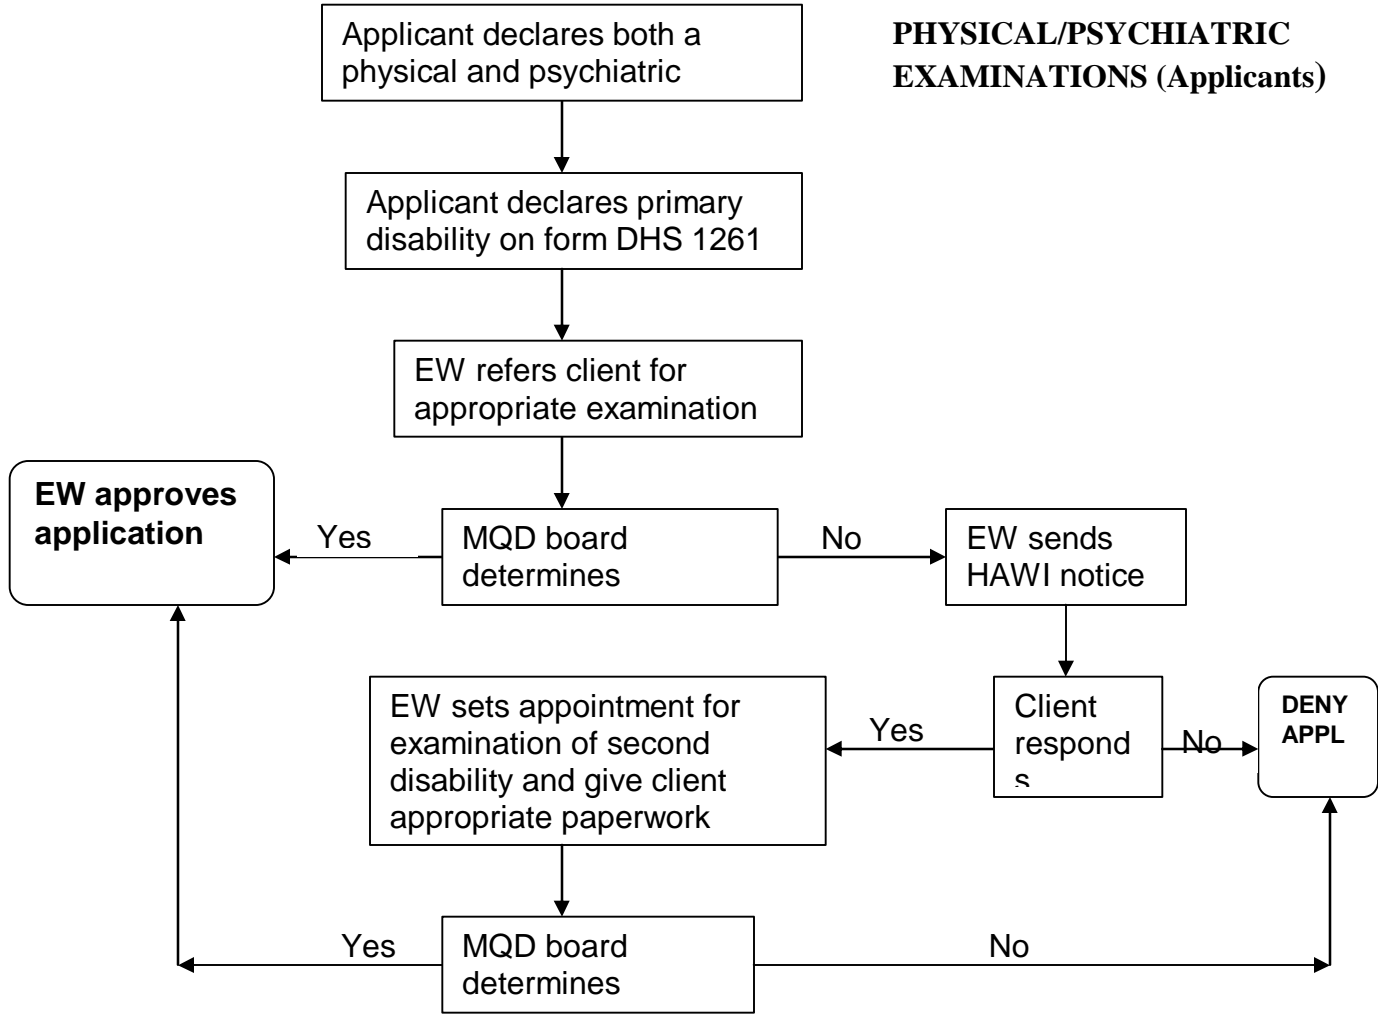 PHYSICAL/PSYCHIATRIC
EXAMINATIONS (Applicants)
Applicant declares both a
physical and psychiatric
Applicant declares primary
disability on form DHS 1261
EW refers client for
appropriate examination
EW approves
application
Yes
MQD board
determines
No
EW sends
HAWI notice
EW sets appointment for
examination of second
disability and give client
appropriate paperwork
Yes
Client
respond
s
No
DENY
APPL
Yes
MQD board
determines
No